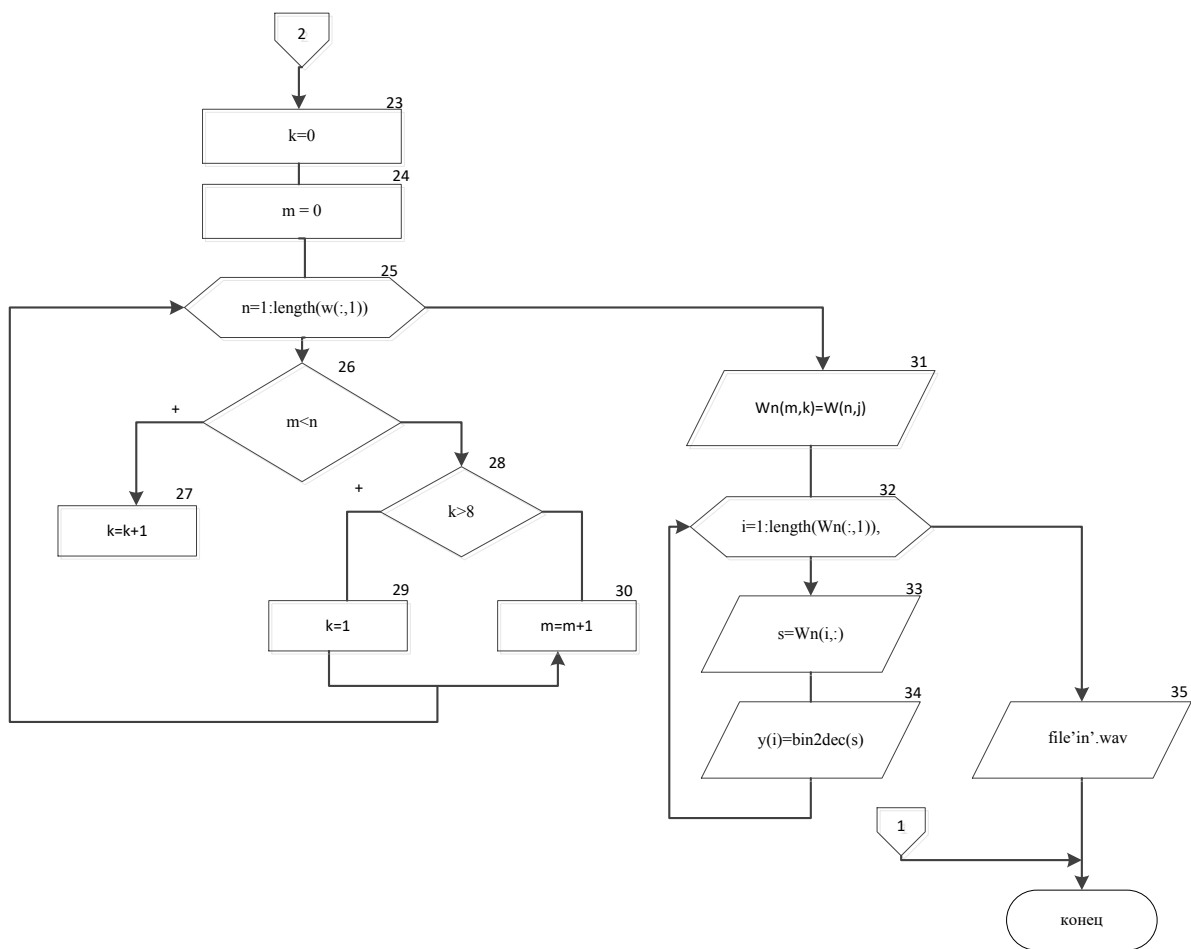 2
23
k=0
24
m = 0
25
n=1:length(w(:,1))
26
m<n
+
27
k=k+1
28
k>8
+
29
k=1
30
m=m+1
31
Wn(m,k)=W(n,j)
32
i=1:length(Wn(:,1)),
33
s=Wn(i,:)
34
y(i)=bin2dec(s)
35
file’in’.wav
1
конец